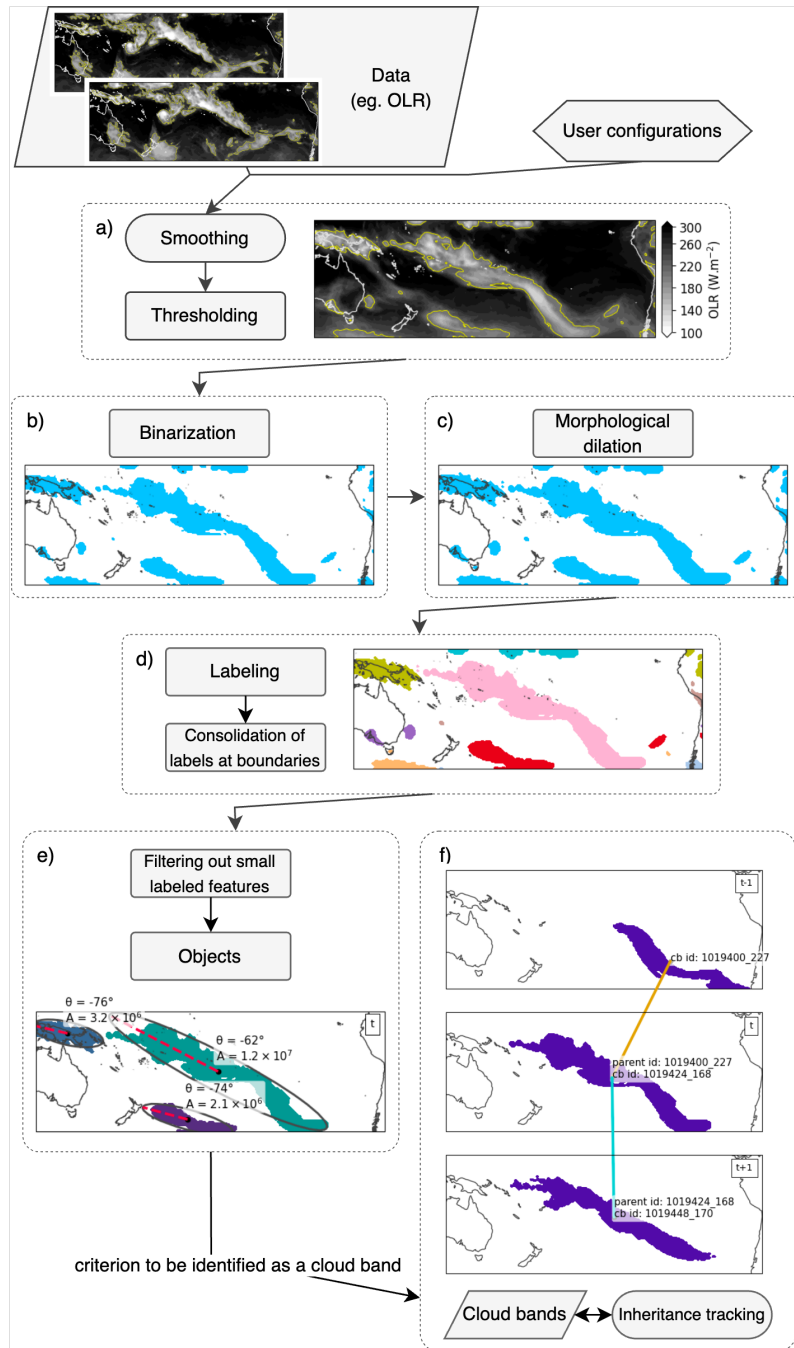 Data
(eg. OLR)
User configurations
a)
Smoothing
Thresholding
300
260
220
180
140
100
OLR (W.m⁻²)
b)
Binarization
c)
Morphological
dilation
d)
Labeling
Consolidation of
labels at boundaries
e)
Filtering out small
labeled features
Objects
t
θ = -76°
A = 3.2 × 10⁶
θ = -62°
A = 1.2 × 10⁷
θ = -74°
A = 2.1 × 10⁶
criterion to be identified as a cloud band
f)
t-1
cb id: 1019400_227
t
parent id: 1019400_227
cb id: 1019424_168
t+1
parent id: 1019424_168
cb id: 1019448_170
Cloud bands
Inheritance tracking